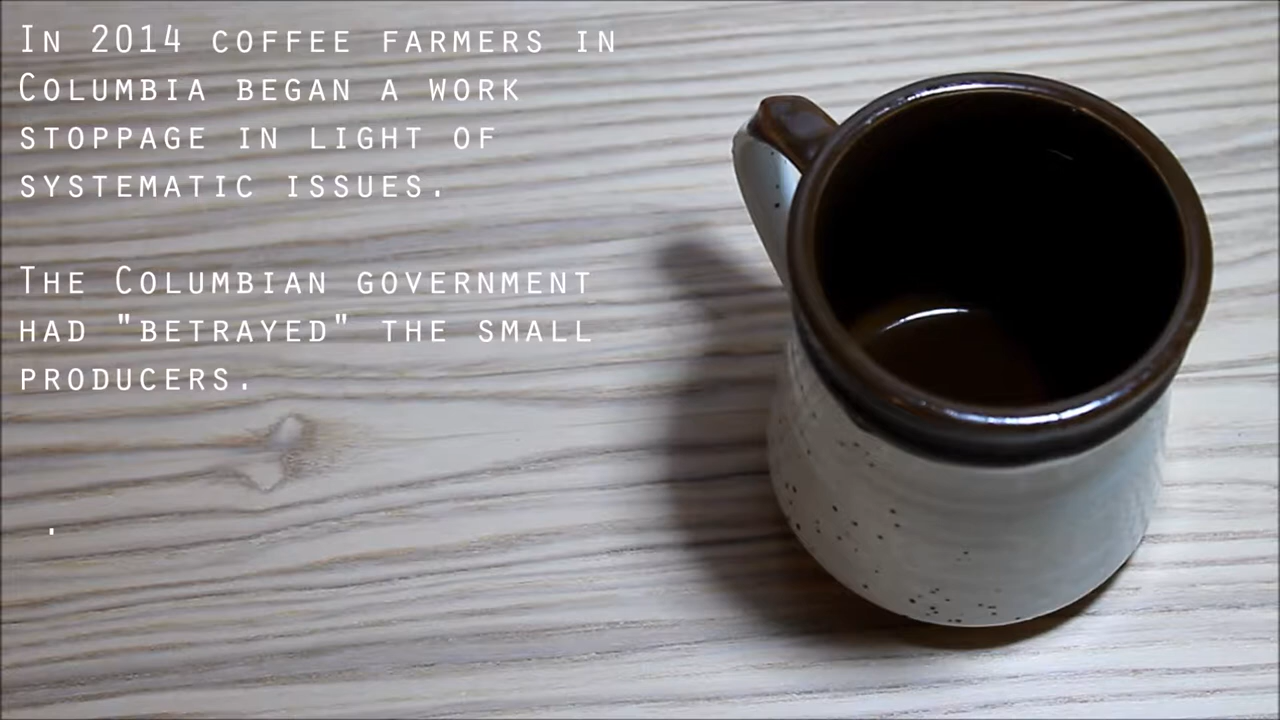 In 2014 coffee farmers in
Columbia began a work
stoppage in light of
systematic issues.
The Columbian government
had "betrayed" the small
producers.
.